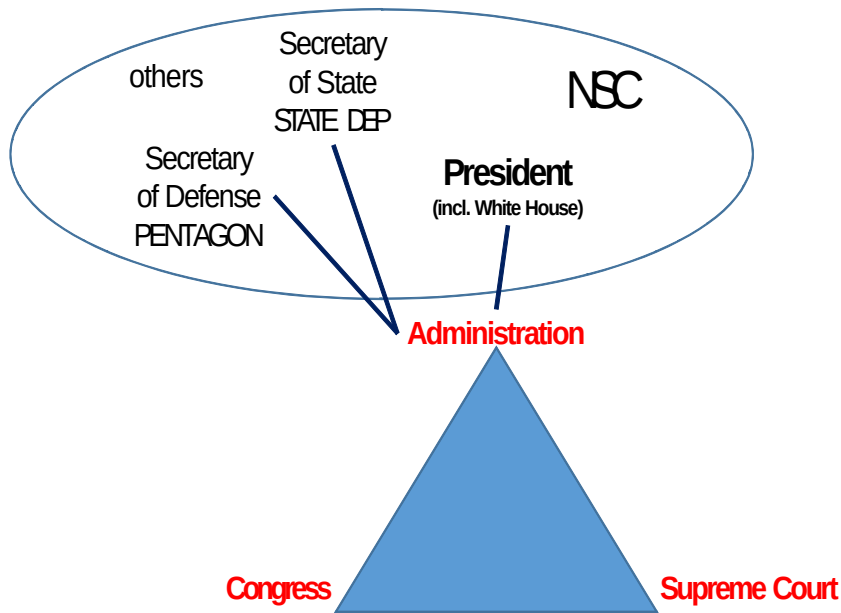 others
Secretary
of State
STATE DEP
NSC
Secretary
of Defense
PENTAGON
President
(incl. White House)
Administration
Congress
Supreme Court